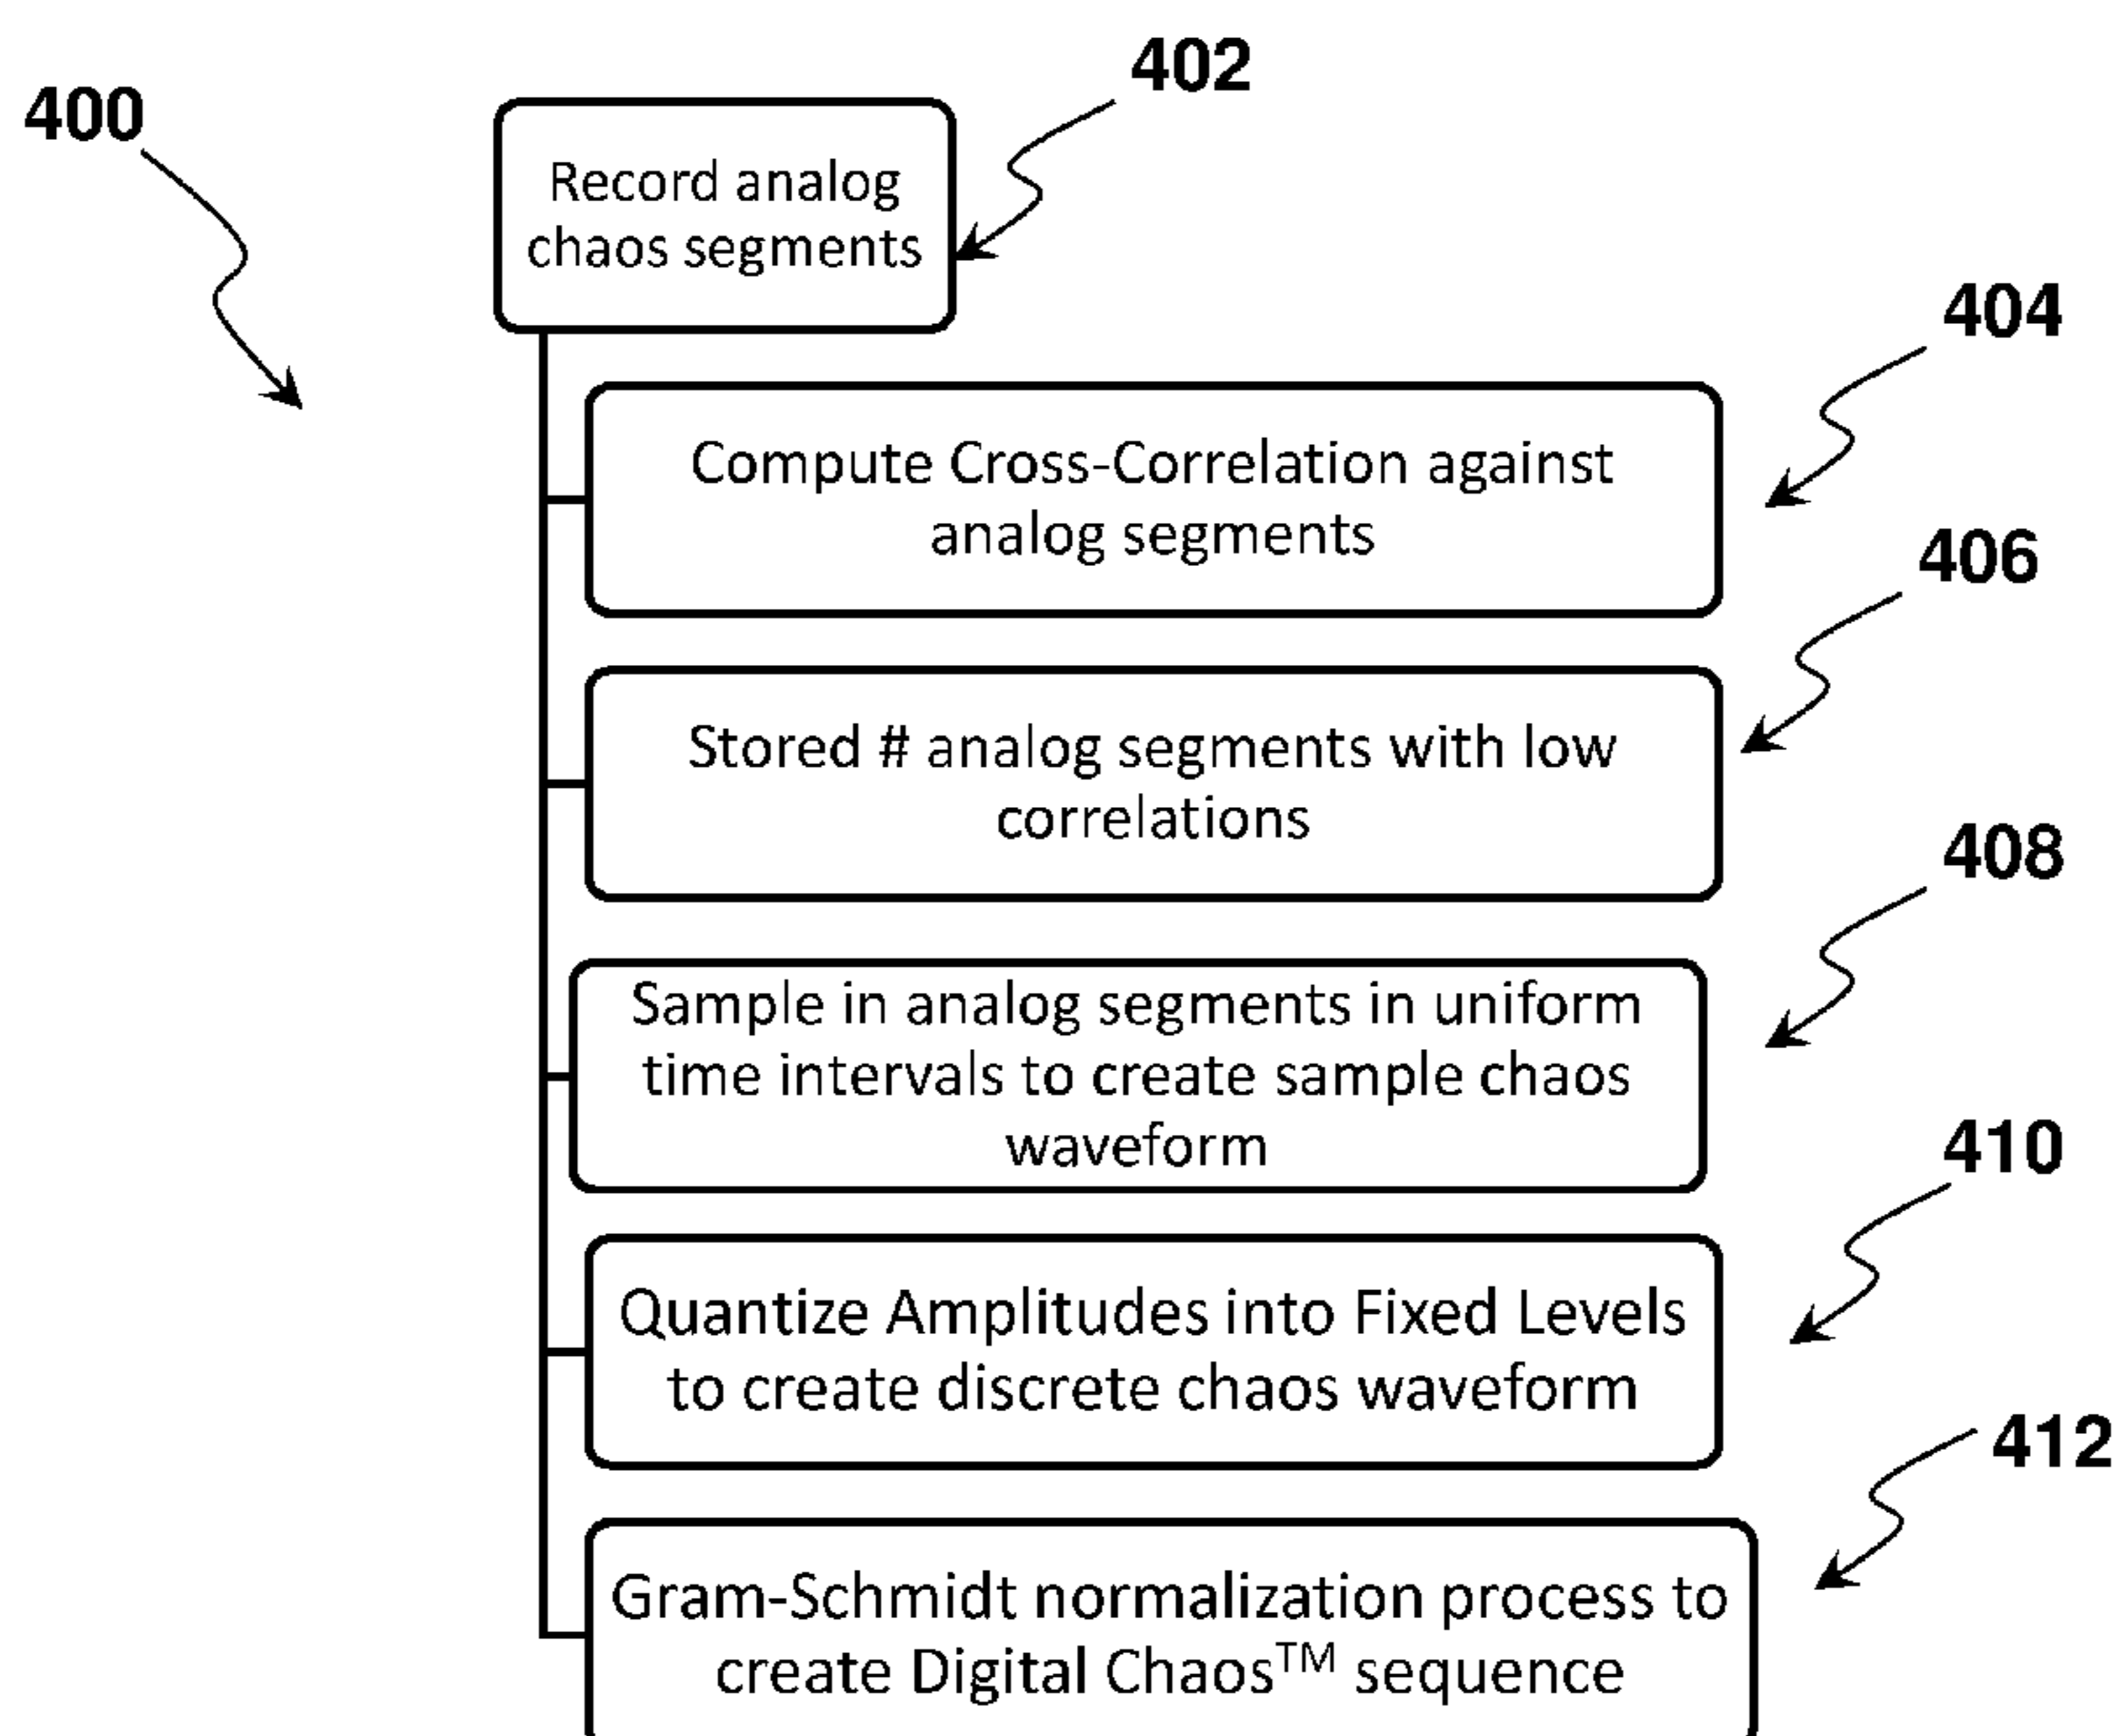 400
402
Record analog
chaos segments
404
Compute Cross-Correlation against
analog segments
406
Stored # analog segments with low
correlations
408
Sample in analog segments in uniform
time intervals to create sample chaos
waveform
410
Quantize Amplitudes into Fixed Levels
to create discrete chaos waveform
412
Gram-Schmidt normalization process to
create Digital Chaos™ sequence